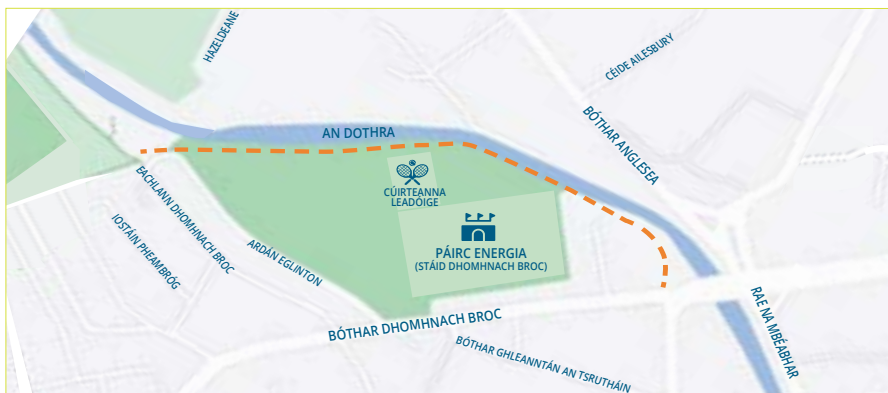 HAZELDEANE
CÉIDE AILESBURY
AN DOTHRA
BÓTHAR ANGLESEA
CÚIRTEANNA
LEADÓIGE
EACHLANN DHOMHNACH BROC
IOSTÁIN PHEAMBRÓG
ARDÁN EGLINTON
PÁIRC ENERGIA
(STÁID DHOMHNACH BROC)
RAE NA MBÉABHAR
BÓTHAR DHOMHNACH BROC
BÓTHAR GHLEANNTÁN AN TSRUTHÁIN